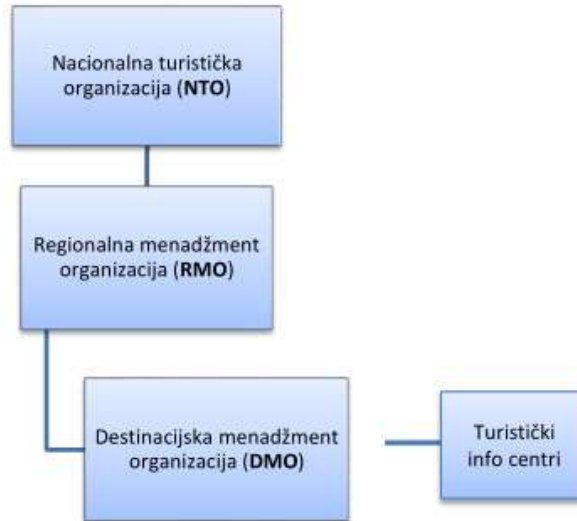 Nacionalna turistička
organizacija (NTO)
Regionalna menadžment
organizacija (RMO)
Destinacijska menadžment
organizacija (DMO)
Turistički
info centri